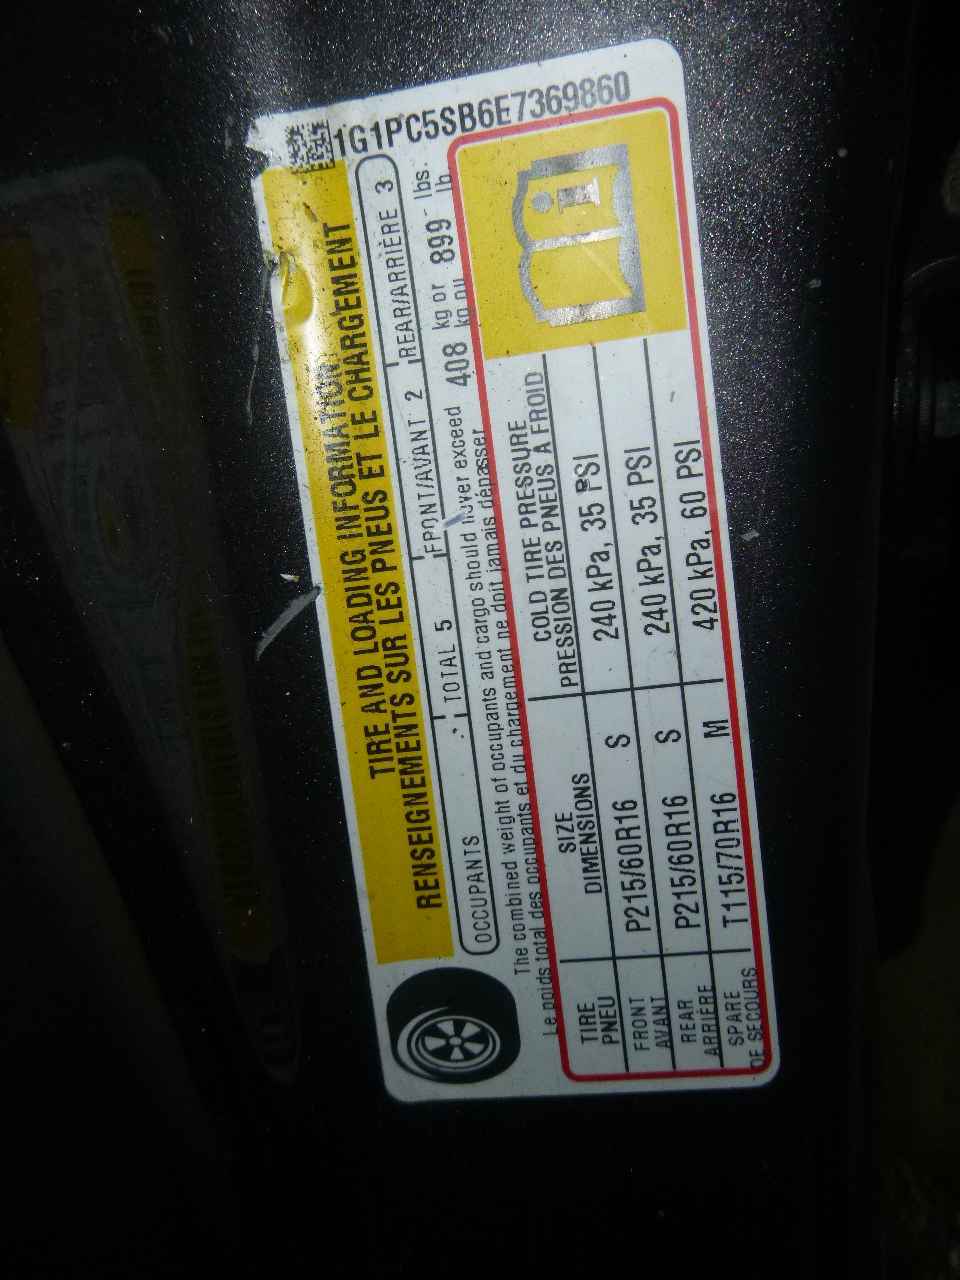 1G1PC5SB6E7369860
TIRE AND LOADING INFORMATION
RENSEIGNEMENTS SUR LES PNEUS ET LE CHARGEMENT
OCCUPANTS TOTAL 5 FRONT/AVANT 2 REAR/ARRIÈRE 3
The combined weight of occupants and cargo should never exceed 408 kg or 899 lbs.
Le poids total des occupants et du chargement ne doit jamais dépasser kg ou lb.
TIRE SIZE COLD TIRE PRESSURE
PNEU DIMENSIONS PRESSION DES PNEUS À FROID
FRONT
AVANT P215/60R16 S 240 kPa, 35 PSI
REAR
ARRIÈRE P215/60R16 S 240 kPa, 35 PSI
SPARE
DE SECOURS T115/70R16 M 420 kPa, 60 PSI